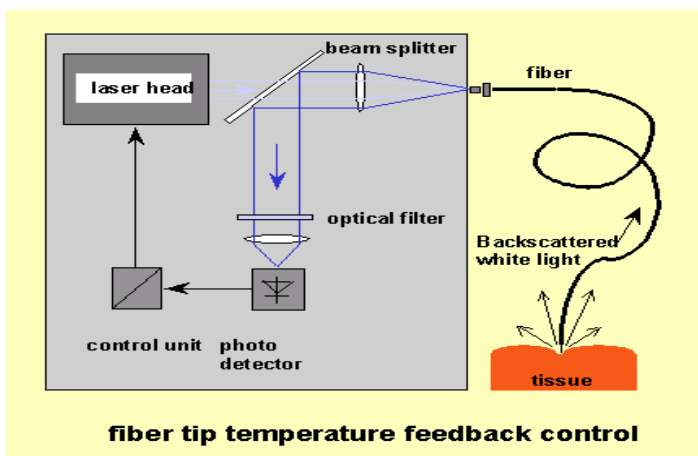 beam splitter
laser head
fiber
optical filter
Backscattered
white light
control unit
photo
detector
tissue
fiber tip temperature feedback control